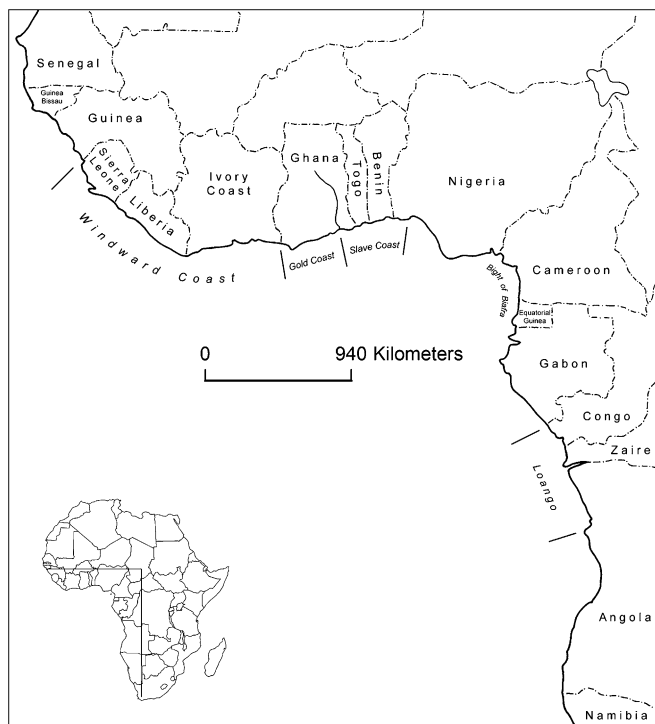 Senegal
Guinea
Bissau
Guinea
Sierra
Leone
Liberia
Ivory
Coast
Ghana
Togo
Benin
Nigeria
Windward Coast
Gold Coast
Slave Coast
Bight of Biafra
Cameroon
Equatorial
Guinea
Gabon
Congo
Zaire
Loango
0 940 Kilometers
Angola
Namibia